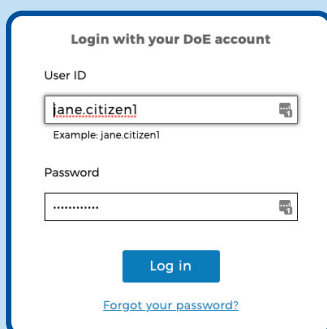 Login with your DoE account
User ID
jane.citizen1
Example: jane.citizen1
Password
............
Log in
Forgot your password?